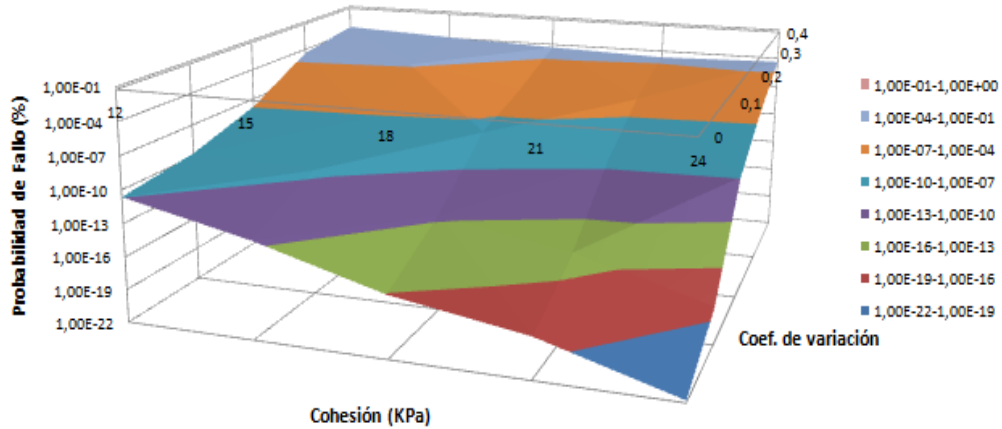 Probabilidad de Fallo (%)
1,00E-01
1,00E-04
1,00E-07
1,00E-10
1,00E-13
1,00E-16
1,00E-19
1,00E-22
12
15
18
21
24
0,4
0,3
0,2
0,1
0
Coef. de variación
Cohesión (KPa)
1,00E-01-1,00E+00
1,00E-04-1,00E-01
1,00E-07-1,00E-04
1,00E-10-1,00E-07
1,00E-13-1,00E-10
1,00E-16-1,00E-13
1,00E-19-1,00E-16
1,00E-22-1,00E-19